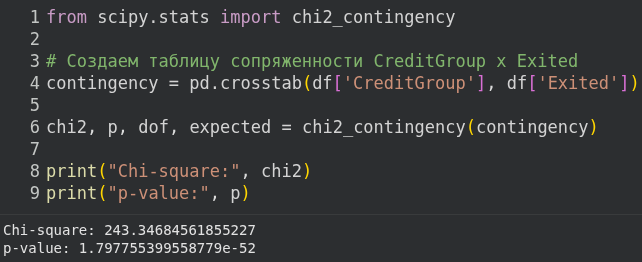 1 from scipy.stats import chi2_contingency
2
3 # Создаем таблицу сопряженности CreditGroup x Exited
4 contingency = pd.crosstab(df['CreditGroup'], df['Exited'])
5
6 chi2, p, dof, expected = chi2_contingency(contingency)
7
8 print("Chi-square:", chi2)
9 print("p-value:", p)
Chi-square: 243.34684561855227
p-value: 1.797755399558779e-52